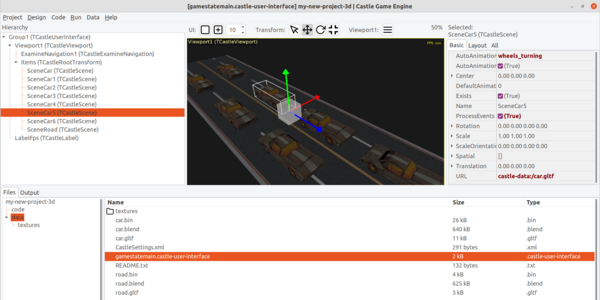 [gamestatemain.castle-user-interface] my-new-project-3d | Castle Game Engine
Project Design Code Run Data Help
Hierarchy
Group1 (TCastleUserInterface)
Viewport1 (TCastleViewport)
ExamineNavigation1 (TCastleExamineNavigation)
Items (TCastleRootTransform)
SceneCar (TCastleScene)
SceneCar1 (TCastleScene)
SceneCar2 (TCastleScene)
SceneCar3 (TCastleScene)
SceneCar4 (TCastleScene)
SceneCar5 (TCastleScene)
SceneCar6 (TCastleScene)
SceneRoad (TCastleScene)
LabelFps (TCastleLabel)
UI: 10 Transform: Viewport1: 50%
Viewport1 (TCastleViewport)
Selected:
SceneCar5 (TCastleScene)
Basic Layout All
AutoAnimation wheels_turning
AutoAnimation (True)
Center 0.00 0.00 0.00
DefaultAnimati 0
Exists (True)
Name SceneCar5
ProcessEvents (True)
Rotation 0.00 0.00 0.00 0.00
Scale 1.00 1.00 1.00
ScaleOrientati 0.00 0.00 0.00 0.00
Spatial []
Translation 0.00 0.00 0.00
URL castle-data:/car.gltf
Files Output
my-new-project-3d
code
data
textures
Name Size Type
textures
car.bin 26 kB .bin
car.blend 640 kB .blend
car.gltf 11 kB .gltf
CastleSettings.xml 291 bytes .xml
gamestatemain.castle-user-interface 2 kB .castle-user-interface
README.txt 132 bytes .txt
road.bin 4 kB .bin
road.blend 625 kB .blend
road.gltf 3 kB .gltf